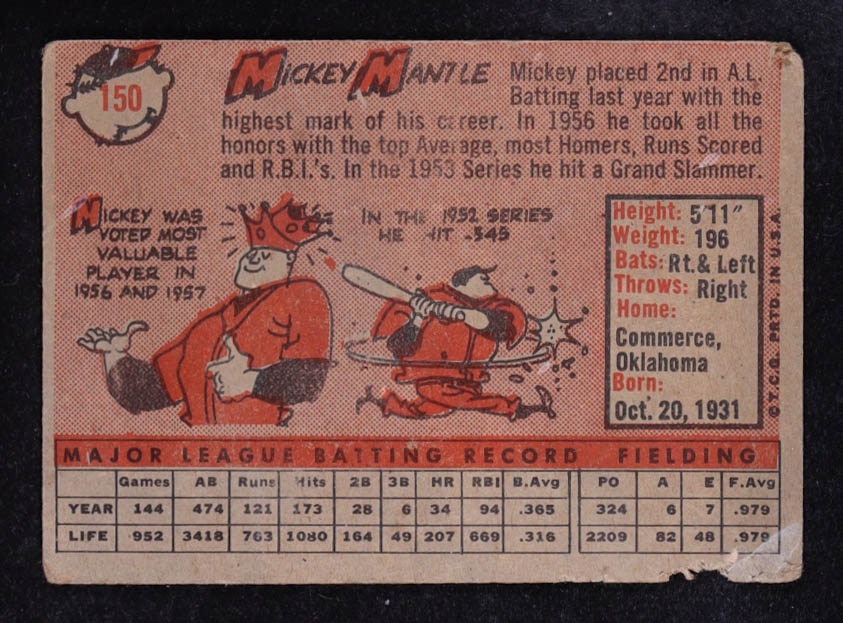 150
MICKEY MANTLE
Mickey placed 2nd in A.L.
Batting last year with the
highest mark of his career. In 1956 he took all the
honors with the top Average, most Homers, Runs Scored
and R.B.I.'s. In the 1953 Series he hit a Grand Slammer.
MICKEY WAS
VOTED MOST
VALUABLE
PLAYER IN
1956 AND 1957
IN THE 1952 SERIES
HE HIT .345
Height: 5'11"
Weight: 196
Bats: Rt.& Left
Throws: Right
Home:
Commerce,
Oklahoma
Born:
Oct. 20, 1931
© T.C.G. PRTD. IN U.S.A.
MAJOR LEAGUE BATTING RECORD FIELDING
Games AB Runs Hits 2B 3B HR RBI B.Avg PO A E F.Avg
YEAR 144 474 121 173 28 6 34 94 .365 324 6 7 .979
LIFE 952 3418 763 1080 164 49 207 669 .316 2209 82 48 .979